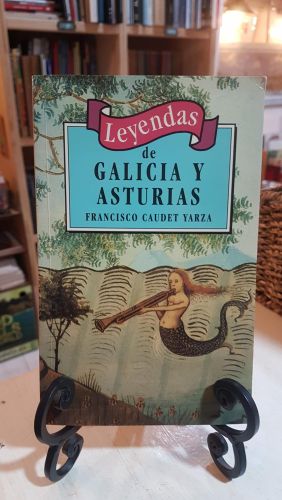 Leyendas
de
GALICIA Y
ASTURIAS
FRANCISCO CAUDET YARZA